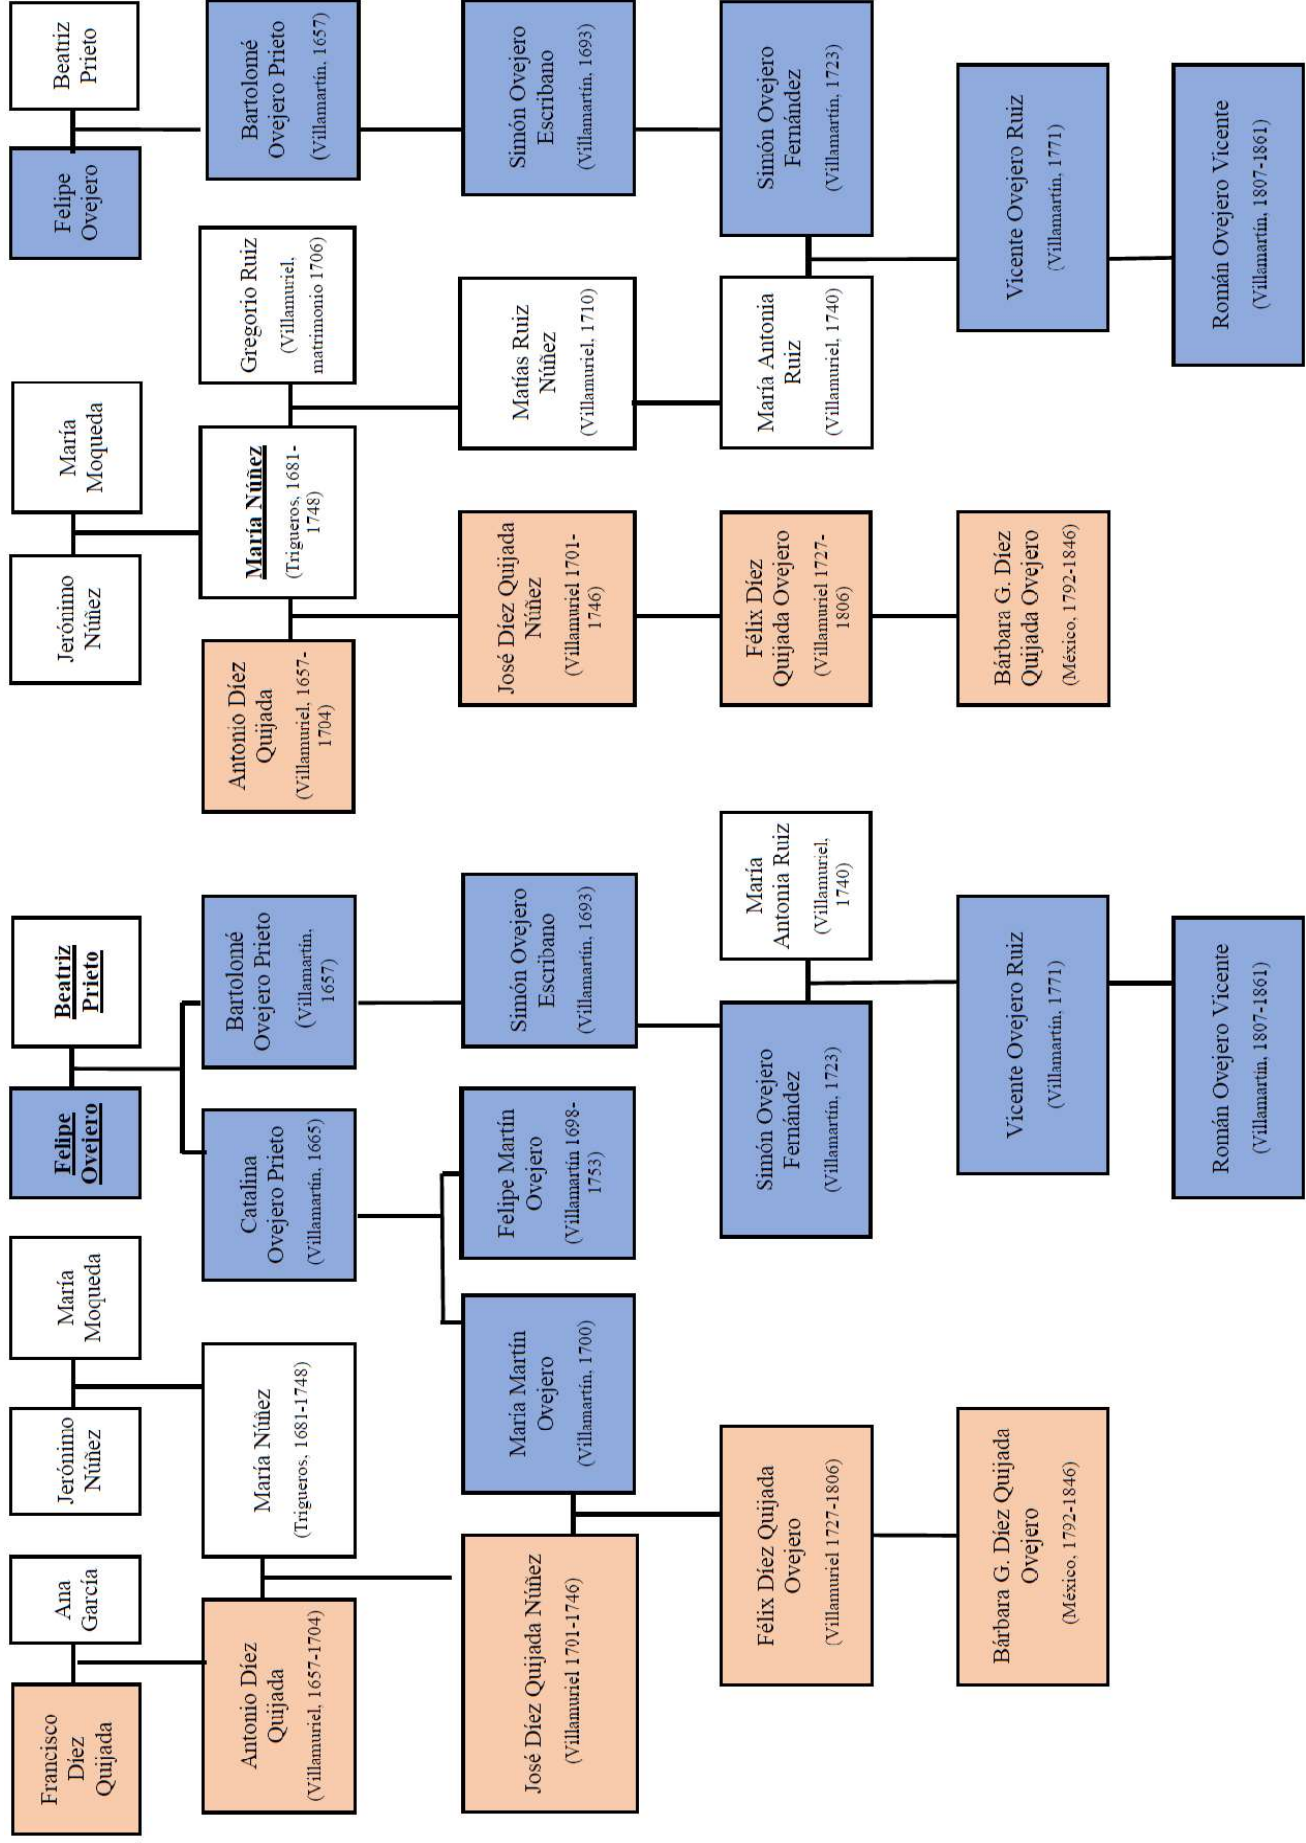 Francisco
Díez
Quijada
Ana
García
Jerónimo
Núñez
María
Moqueda
Felipe
Ovejero
Beatriz
Prieto
Antonio Díez
Quijada
(Villamuriel, 1657-1704)
María Núñez
(Trigueros, 1681-1748)
Catalina
Ovejero Prieto
(Villamartín, 1665)
Bartolomé
Ovejero Prieto
(Villamartín,
1657)
José Díez Quijada Núñez
(Villamuriel 1701-1746)
Maria Martín
Ovejero
(Villamartín, 1700)
Felipe Martín
Ovejero
(Villamartín 1698-
1753)
Simón Ovejero
Escribano
(Villamartín, 1693)
Félix Díez Quijada
Ovejero
(Villamuriel 1727-1806)
Simón Ovejero
Fernández
(Villamartín, 1723)
María
Antonia Ruiz
(Villamuriel,
1740)
Bárbara G. Díez Quijada
Ovejero
(México, 1792-1846)
Vicente Ovejero Ruiz
(Villamartín, 1771)
Román Ovejero Vicente
(Villamartín, 1807-1861)
Jerónimo
Núñez
María
Moqueda
Felipe
Ovejero
Beatriz
Prieto
Antonio Díez
Quijada
(Villamuriel, 1657-
1704)
María Núñez
(Trigueros, 1681-
1748)
Gregorio Ruiz
(Villamuriel,
matrimonio 1706)
Bartolomé
Ovejero Prieto
(Villamartín, 1657)
José Díez Quijada
Núñez
(Villamuriel 1701-
1746)
Matías Ruiz
Núñez
(Villamuriel, 1710)
Simón Ovejero
Escribano
(Villamartín, 1693)
Félix Díez
Quijada Ovejero
(Villamuriel 1727-
1806)
María Antonia
Ruiz
(Villamuriel, 1740)
Simón Ovejero
Fernández
(Villamartín, 1723)
Bárbara G. Díez
Quijada Ovejero
(México, 1792-1846)
Vicente Ovejero Ruiz
(Villamartín, 1771)
Román Ovejero Vicente
(Villamartín, 1807-1861)